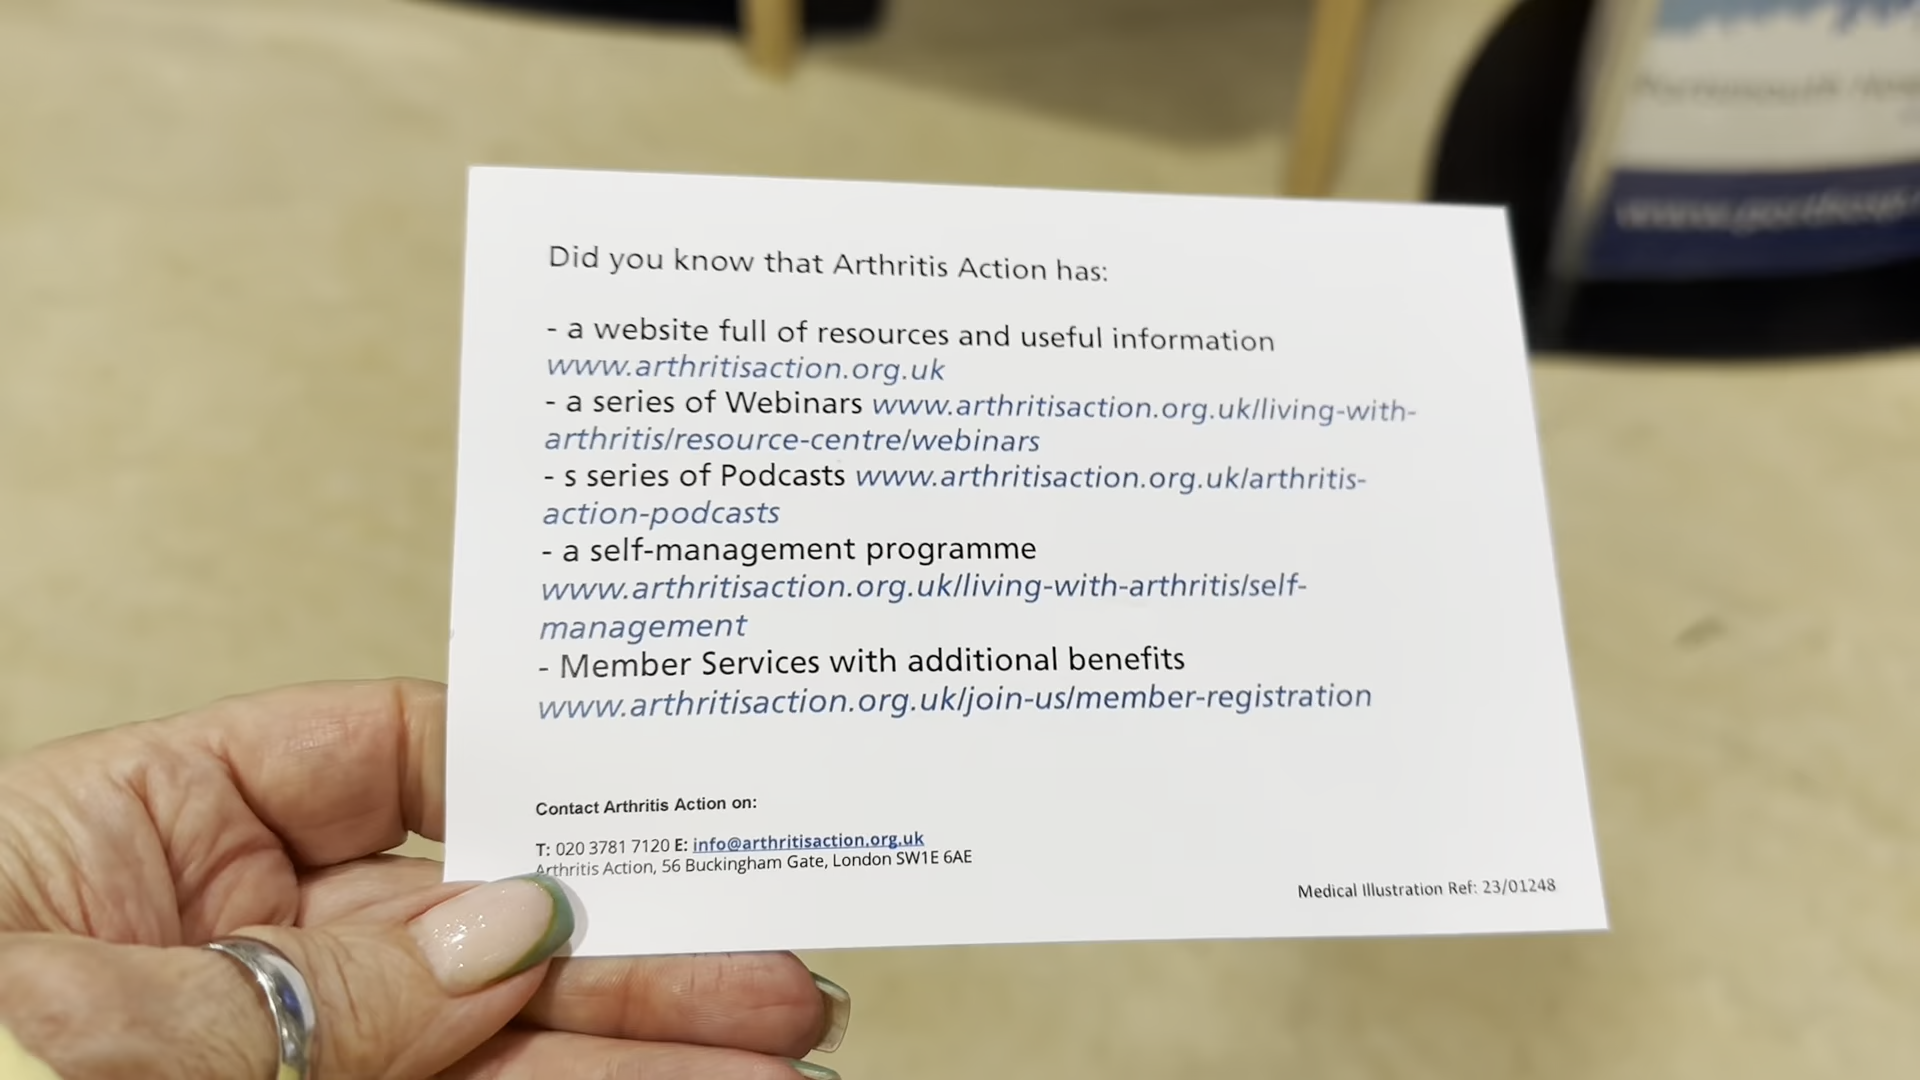 Did you know that Arthritis Action has:
- a website full of resources and useful information
www.arthritisaction.org.uk
- a series of Webinars www.arthritisaction.org.uk/living-with-
arthritis/resource-centre/webinars
- s series of Podcasts www.arthritisaction.org.uk/arthritis-
action-podcasts
- a self-management programme
www.arthritisaction.org.uk/living-with-arthritis/self-
management
- Member Services with additional benefits
www.arthritisaction.org.uk/join-us/member-registration
Contact Arthritis Action on:
T: 020 3781 7120 E: info@arthritisaction.org.uk
Arthritis Action, 56 Buckingham Gate, London SW1E 6AE
Medical Illustration Ref: 23/01248